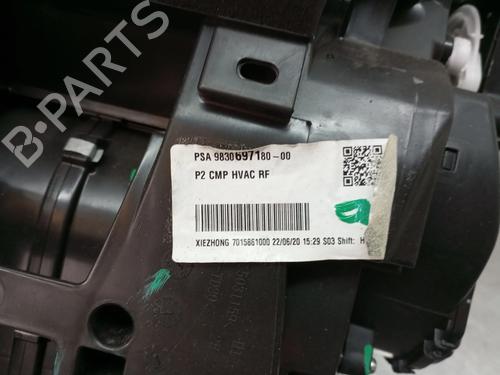 PSA 9830697180-00
P2 CMP HVAC RF
XIEZHONG 7015861000 22/06/20 15:29 S03 Shift: H
B-PARTS